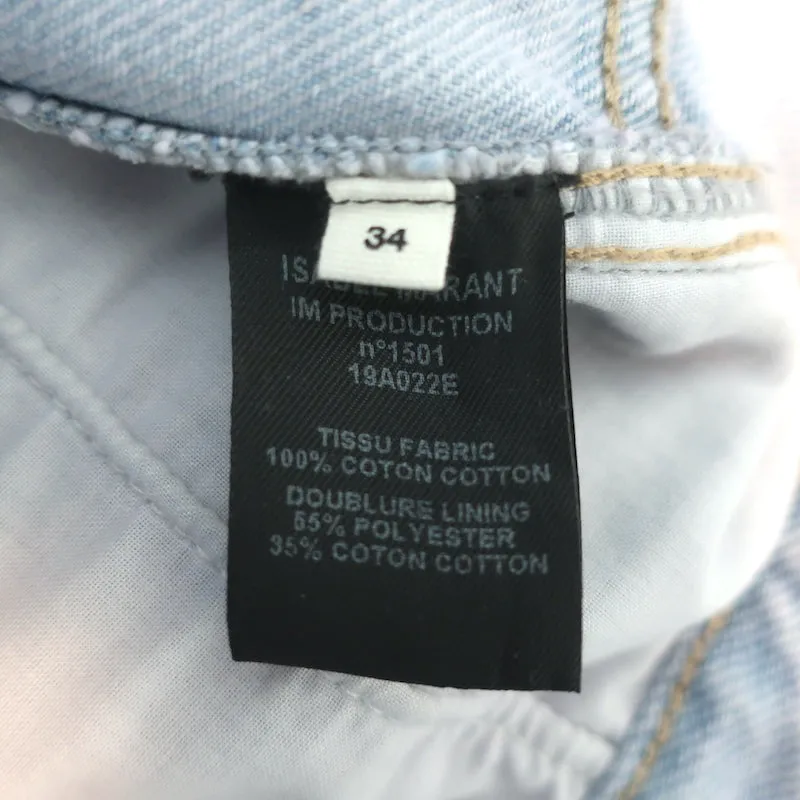 34
ISABEL MARANT
IM PRODUCTION
n°1501
19A022E
TISSU FABRIC
100% COTON COTTON
DOUBLURE LINING
65% POLYESTER
35% COTON COTTON